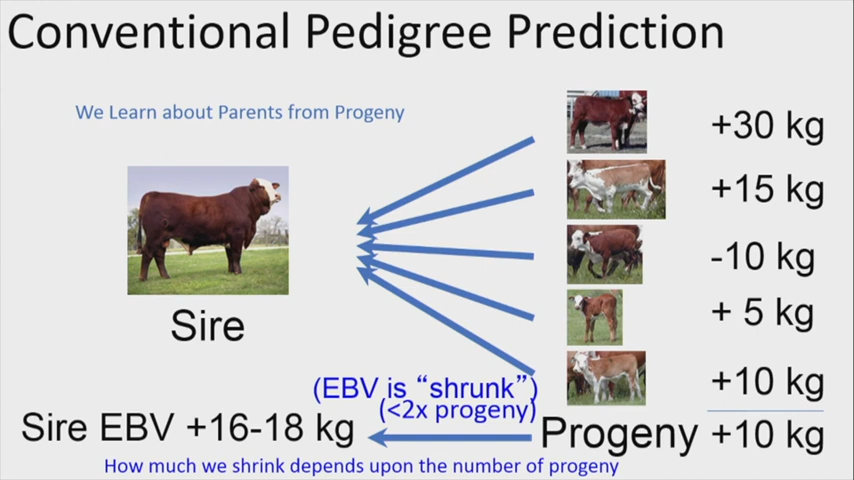 Conventional Pedigree Prediction
We Learn about Parents from Progeny
+30 kg
+15 kg
-10 kg
+ 5 kg
+10 kg
Sire
(EBV is “shrunk”)
(<2x progeny)
Sire EBV +16-18 kg
Progeny +10 kg
How much we shrink depends upon the number of progeny